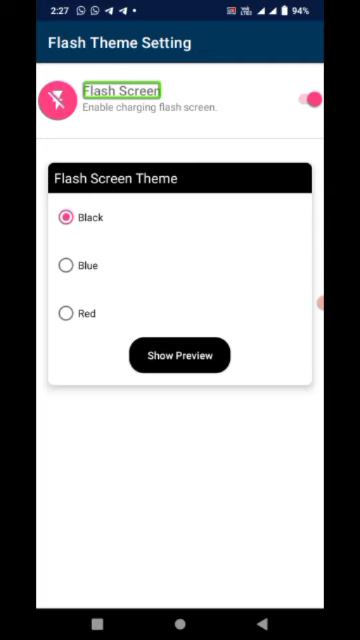 2:27
94%
Flash Theme Setting
Flash Screen
Enable charging flash screen.
Flash Screen Theme
Black
Blue
Red
Show Preview